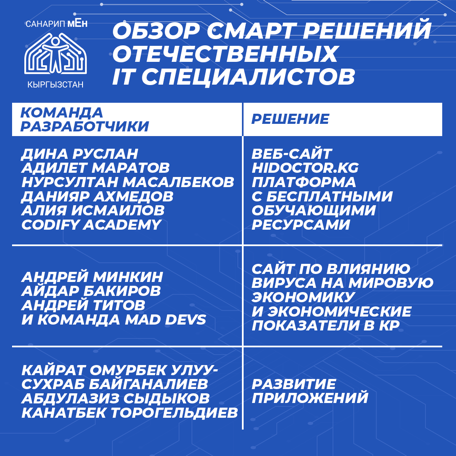 САНАРИП МЕН
КЫРГЫЗСТАН
ОБЗОР СМАРТ РЕШЕНИЙ
ОТЕЧЕСТВЕННЫХ
IT СПЕЦИАЛИСТОВ
КОМАНДА
РАЗРАБОТЧИКИ
РЕШЕНИЕ
ДИНА РУСЛАН
АДИЛЕТ МАРАТОВ
НУРСУЛТАН МАСАЛБЕКОВ
ДАНИЯР АХМЕДОВ
АЛИЯ ИСМАИЛОВ
CODIFY ACADEMY
ВЕБ-САЙТ
HIDOCTOR.KG
ПЛАТФОРМА
С БЕСПЛАТНЫМИ
ОБУЧАЮЩИМИ
РЕСУРСАМИ
АНДРЕЙ МИНКИН
АЙДАР БАКИРОВ
АНДРЕЙ ТИТОВ
И КОМАНДА MAD DEVS
САЙТ ПО ВЛИЯНИЮ
ВИРУСА НА МИРОВУЮ
ЭКОНОМИКУ
И ЭКОНОМИЧЕСКИЕ
ПОКАЗАТЕЛИ В КР
КАЙРАТ ОМУРБЕК УЛУУ-
СУХРАБ БАЙГАНАЛИЕВ
АБДУЛАЗИЗ СЫДЫКОВ
КАНАТБЕК ТОРОГЕЛЬДИЕВ
РАЗВИТИЕ
ПРИЛОЖЕНИЙ